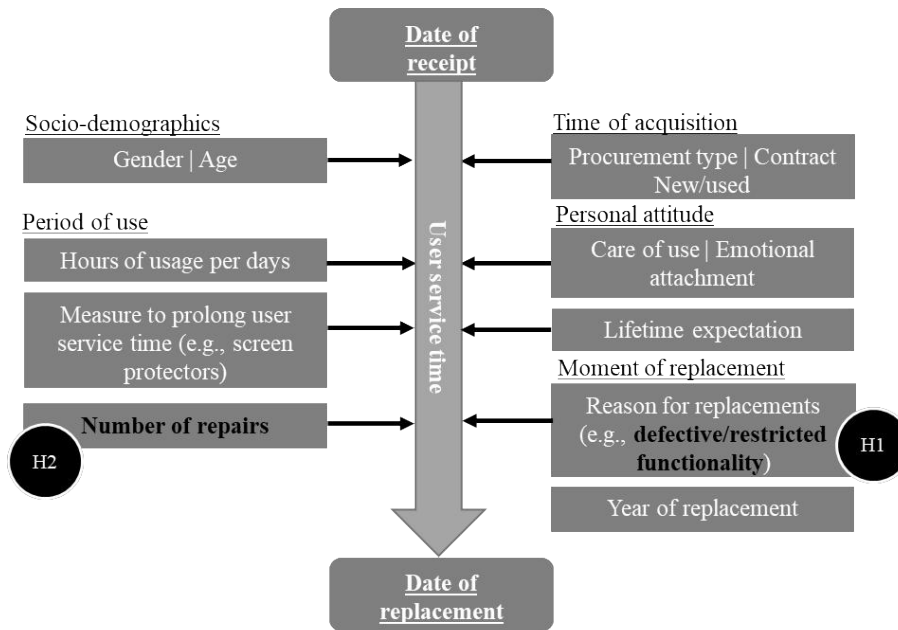 Date of
receipt
Socio-demographics
Gender | Age
Period of use
Hours of usage per days
Measure to prolong user
service time (e.g., screen
protectors)
Number of repairs
H2
User service time
Time of acquisition
Procurement type | Contract
New/used
Personal attitude
Care of use | Emotional
attachment
Lifetime expectation
Moment of replacement
Reason for replacements
(e.g., defective/restricted
functionality)
H1
Year of replacement
Date of
replacement